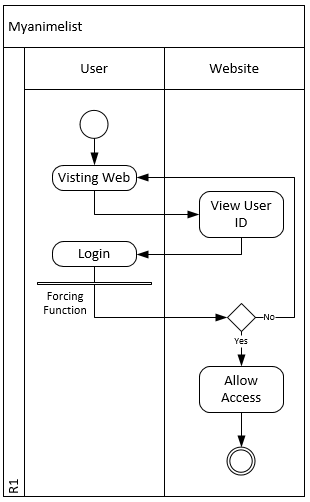 Myanimelist
User
Website
Visting Web
View User
ID
Login
Forcing
Function
No
Yes
Allow
Access
R1